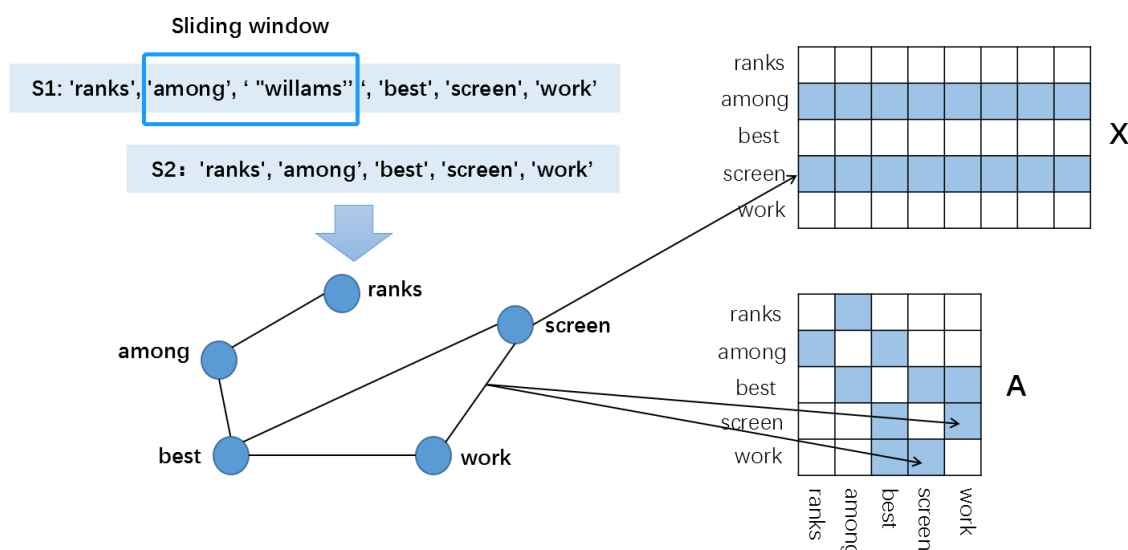 Sliding window
S1: 'ranks', 'among', ‘ "willams’’ ‘, 'best', 'screen', 'work’
S2: 'ranks', 'among’, 'best', 'screen', 'work’
ranks
screen
among
best
work
ranks
among
best
screen
work
X
ranks
among
best
screen
work
A
ranks
among
best
screen
work